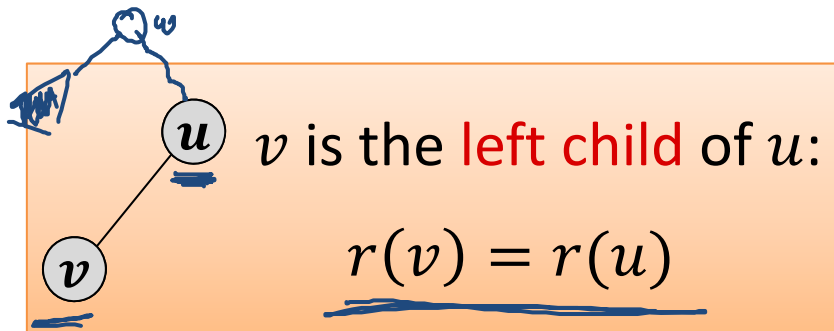 w
u
v is the left child of u:
v
r(v) = r(u)